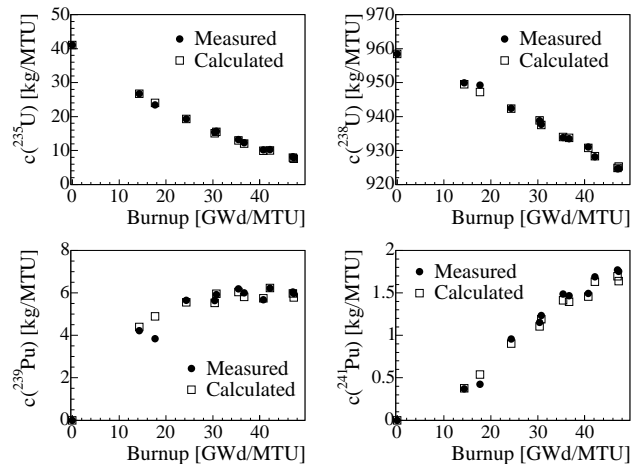 c(²³⁵U) [kg/MTU]
50
40
30
20
10
0
Measured
Calculated
0 10 20 30 40
Burnup [GWd/MTU]
c(²³⁸U) [kg/MTU]
970
960
950
940
930
920
Measured
Calculated
0 10 20 30 40
Burnup [GWd/MTU]
c(²³⁹Pu) [kg/MTU]
8
6
4
2
0
Measured
Calculated
0 10 20 30 40
Burnup [GWd/MTU]
c(²⁴¹Pu) [kg/MTU]
2
1.5
1
0.5
0
Measured
Calculated
0 10 20 30 40
Burnup [GWd/MTU]